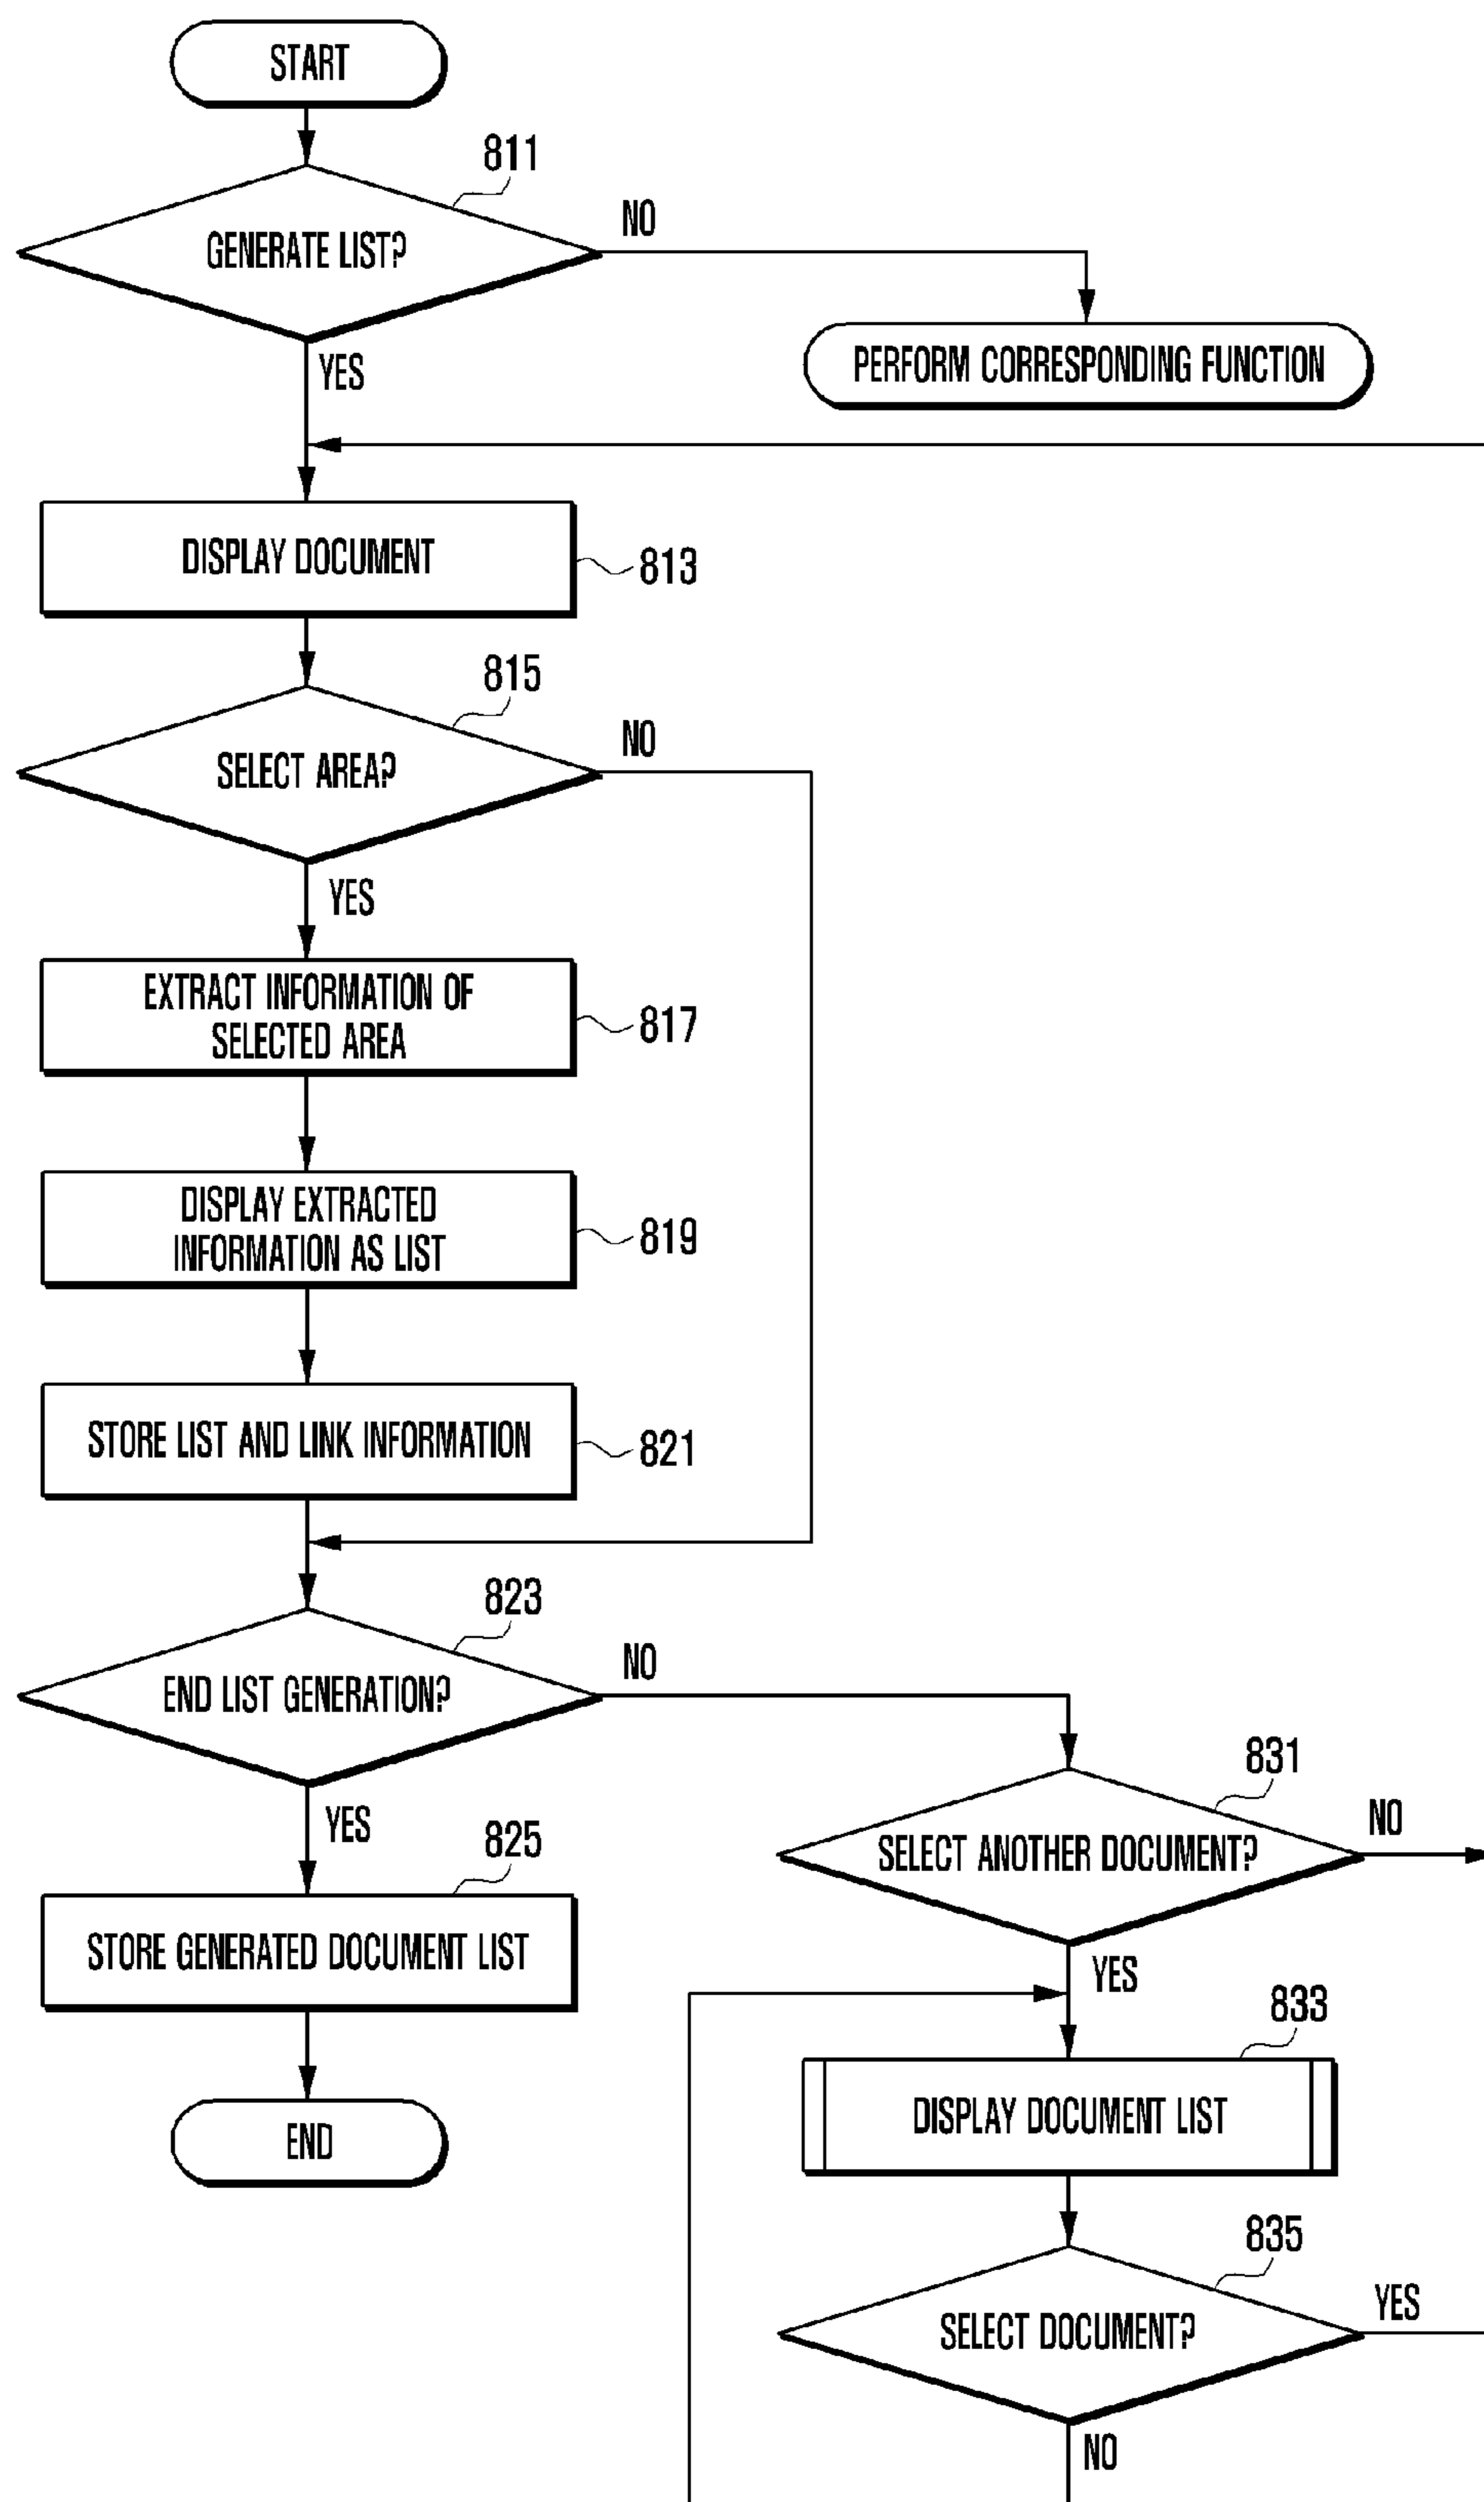 START
811
GENERATE LIST?
NO
YES
PERFORM CORRESPONDING FUNCTION
DISPLAY DOCUMENT
813
815
SELECT AREA?
NO
YES
EXTRACT INFORMATION OF
SELECTED AREA
817
DISPLAY EXTRACTED
INFORMATION AS LIST
819
STORE LIST AND LINK INFORMATION
821
823
END LIST GENERATION?
NO
YES
825
STORE GENERATED DOCUMENT LIST
END
831
SELECT ANOTHER DOCUMENT?
NO
YES
833
DISPLAY DOCUMENT LIST
835
SELECT DOCUMENT?
YES
NO